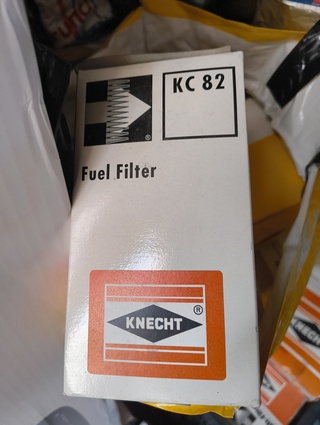 KC 82
®
Fuel Filter
KNECHT ®